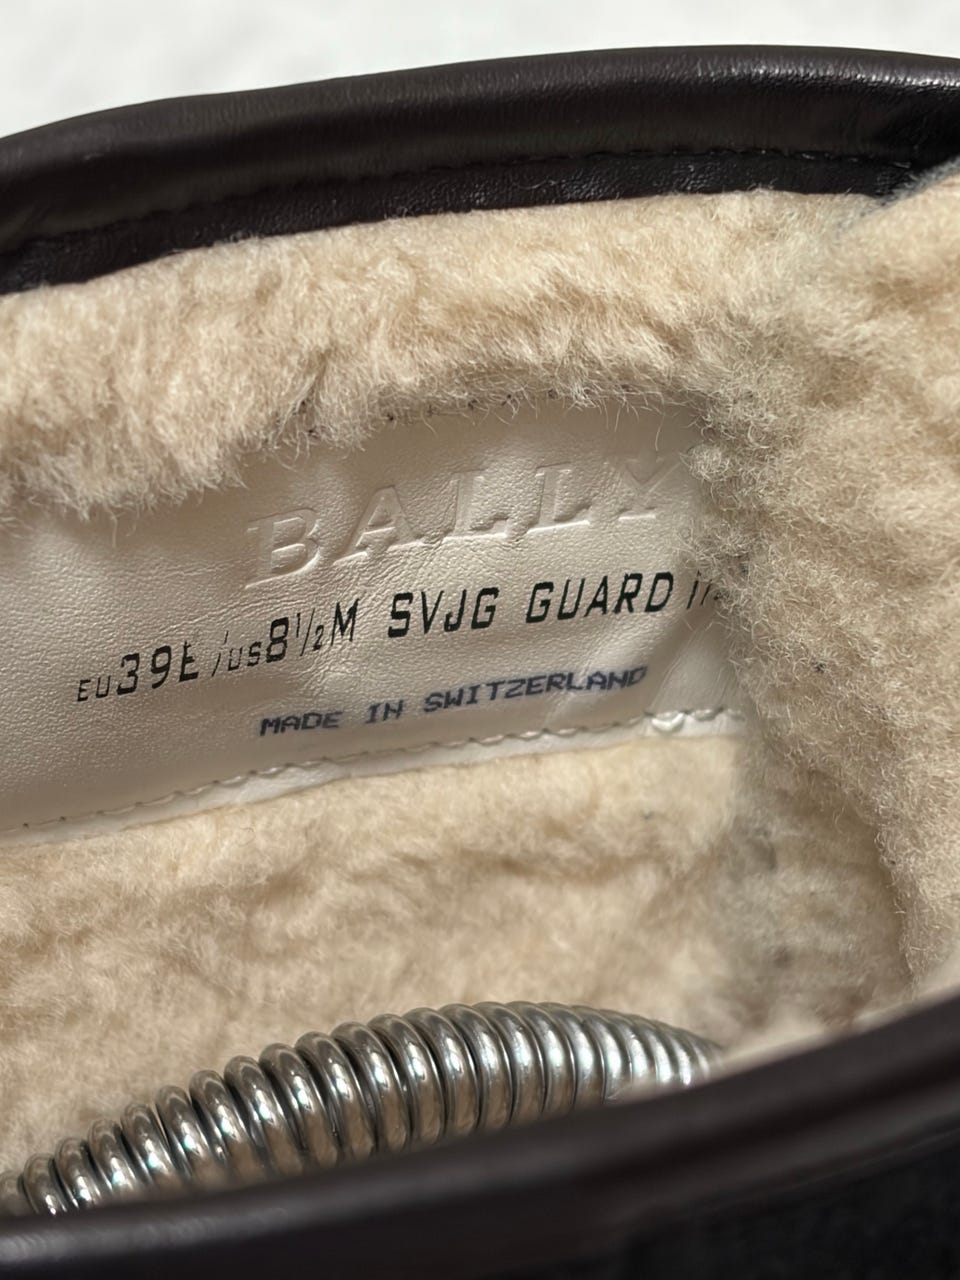 BALLY
EU39E/US8½M SVJG GUARD
MADE IN SWITZERLAND